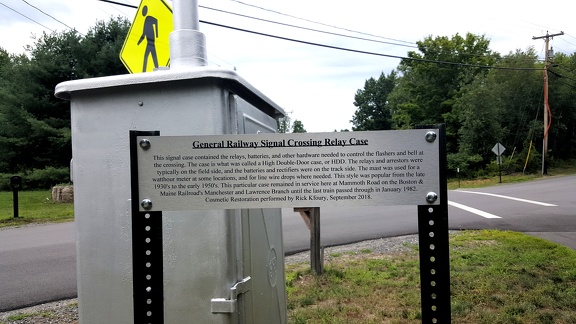 General Railway Signal Crossing Relay Case
This signal case contained the relays, batteries, and other hardware needed to control the flashers and bell at
the crossing. The case is what was called a High Double-Door case, or HDD. The relays and arrestors were
typically on the field side, and the batteries and rectifiers were on the track side. The mast was used for a
watthour meter at some locations, and for line wire drops where needed. This style was popular from the late
1930's to the early 1950's. This particular case remained in service here at Mammoth Road on the Boston &
Maine Railroad's Manchester and Lawrence Branch until the last train passed through in January 1982.
Cosmetic Restoration performed by Rick Kfoury, September 2018.